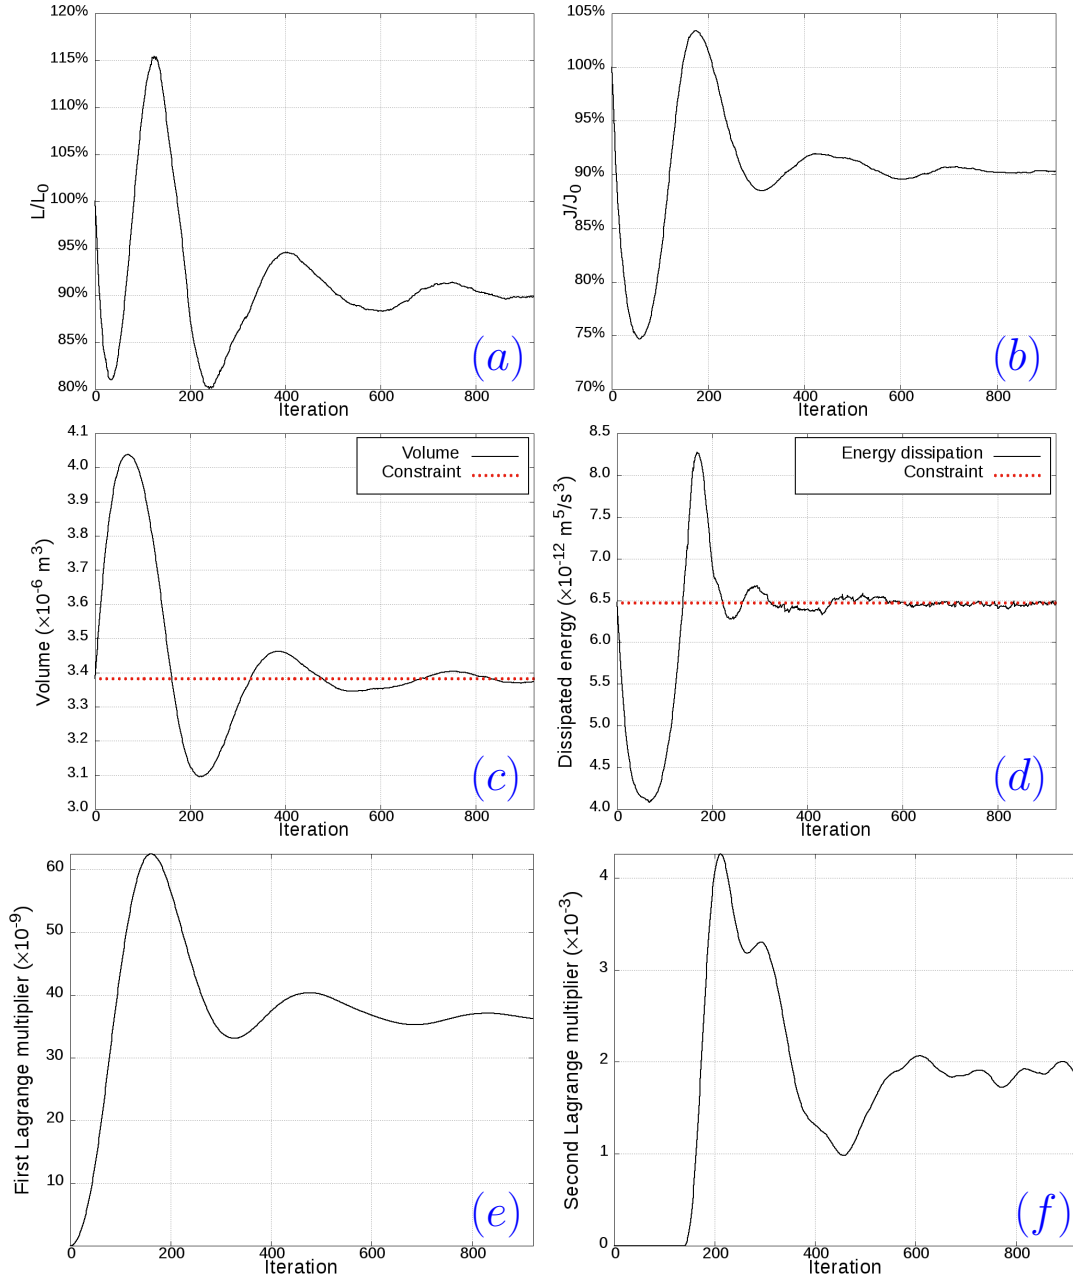 120%
115%
110%
105%
100%
95%
90%
85%
80%
L/L0
0 200 400 600 800
Iteration
(a)
105%
100%
95%
90%
85%
80%
75%
70%
J/J0
0 200 400 600 800
Iteration
(b)
4.1
4.0
3.9
3.8
3.7
3.6
3.5
3.4
3.3
3.2
3.1
3.0
Volume (×10-6 m3)
Volume
Constraint
0 200 400 600 800
Iteration
(c)
8.5
8.0
7.5
7.0
6.5
6.0
5.5
5.0
4.5
4.0
Dissipated energy (×10-12 m5/s3)
Energy dissipation
Constraint
0 200 400 600 800
Iteration
(d)
60
50
40
30
20
10
First Lagrange multiplier (×10-9)
0 200 400 600 800
Iteration
(e)
4
3
2
1
0
Second Lagrange multiplier (×10-3)
0 200 400 600 800
Iteration
(f)